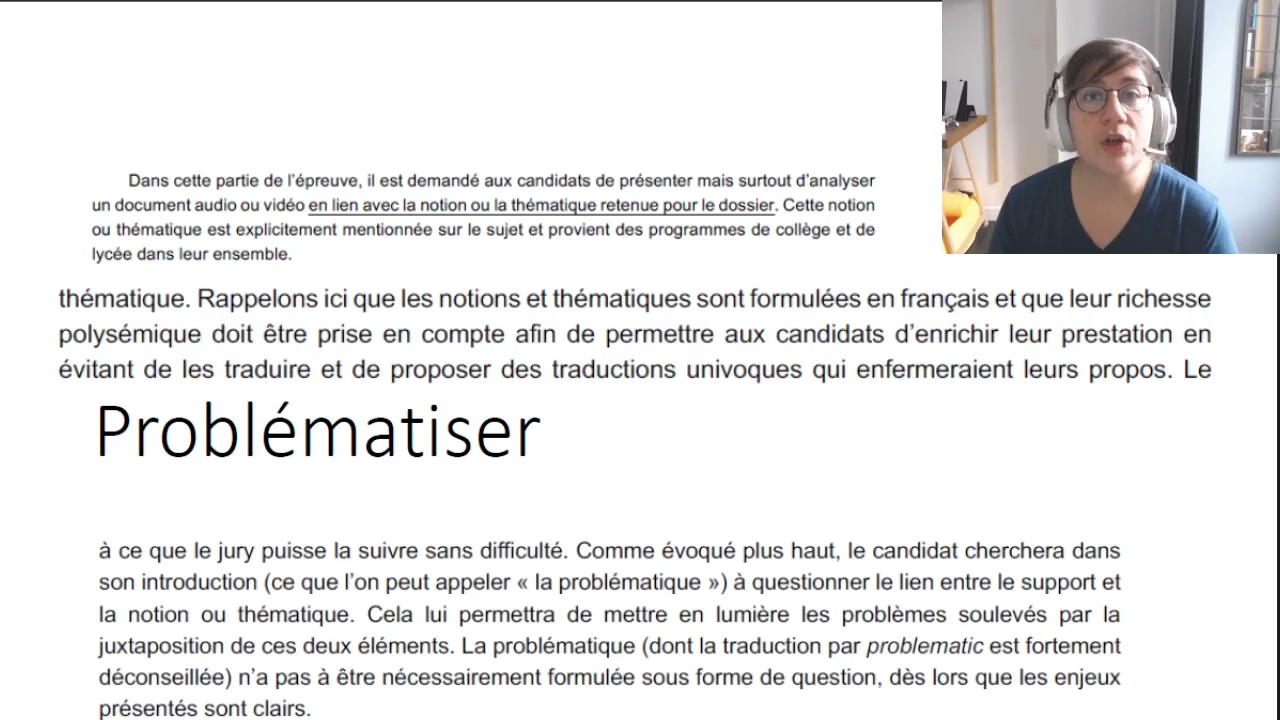 Dans cette partie de l’épreuve, il est demandé aux candidats de présenter mais surtout d’analyser
un document audio ou vidéo en lien avec la notion ou la thématique retenue pour le dossier. Cette notion
ou thématique est explicitement mentionnée sur le sujet et provient des programmes de collège et de
lycée dans leur ensemble.
thématique. Rappelons ici que les notions et thématiques sont formulées en français et que leur richesse
polysémique doit être prise en compte afin de permettre aux candidats d’enrichir leur prestation en
évitant de les traduire et de proposer des traductions univoques qui enfermeraient leurs propos. Le
Problématiser
à ce que le jury puisse la suivre sans difficulté. Comme évoqué plus haut, le candidat cherchera dans
son introduction (ce que l’on peut appeler « la problématique ») à questionner le lien entre le support et
la notion ou thématique. Cela lui permettra de mettre en lumière les problèmes soulevés par la
juxtaposition de ces deux éléments. La problématique (dont la traduction par problematic est fortement
déconseillée) n’a pas à être nécessairement formulée sous forme de question, dès lors que les enjeux
présentés sont clairs.